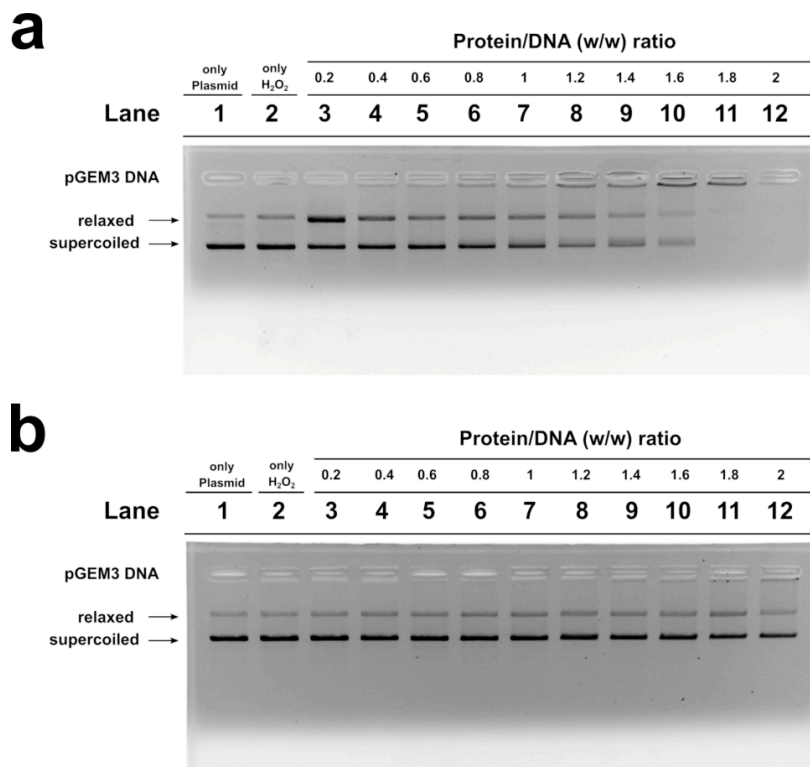 a
Protein/DNA (w/w) ratio
only Plasmid only H₂O₂ 0.2 0.4 0.6 0.8 1 1.2 1.4 1.6 1.8 2
Lane 1 2 3 4 5 6 7 8 9 10 11 12
pGEM3 DNA
relaxed
supercoiled
b
Protein/DNA (w/w) ratio
only Plasmid only H₂O₂ 0.2 0.4 0.6 0.8 1 1.2 1.4 1.6 1.8 2
Lane 1 2 3 4 5 6 7 8 9 10 11 12
pGEM3 DNA
relaxed
supercoiled